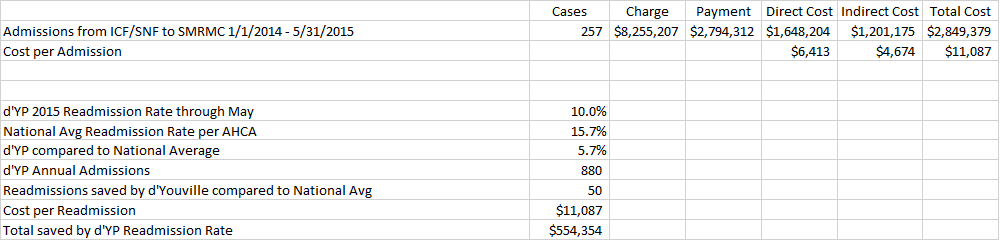 Cases Charge Payment Direct Cost Indirect Cost Total Cost
Admissions from ICF/SNF to SMRMC 1/1/2014 - 5/31/2015 257 $8,255,207 $2,794,312 $1,648,204 $1,201,175 $2,849,379
Cost per Admission $6,413 $4,674 $11,087
d'YP 2015 Readmission Rate through May 10.0%
National Avg Readmission Rate per AHCA 15.7%
d'YP compared to National Average 5.7%
d'YP Annual Admissions 880
Readmissions saved by d'Youville compared to National Avg 50
Cost per Readmission $11,087
Total saved by d'YP Readmission Rate $554,354